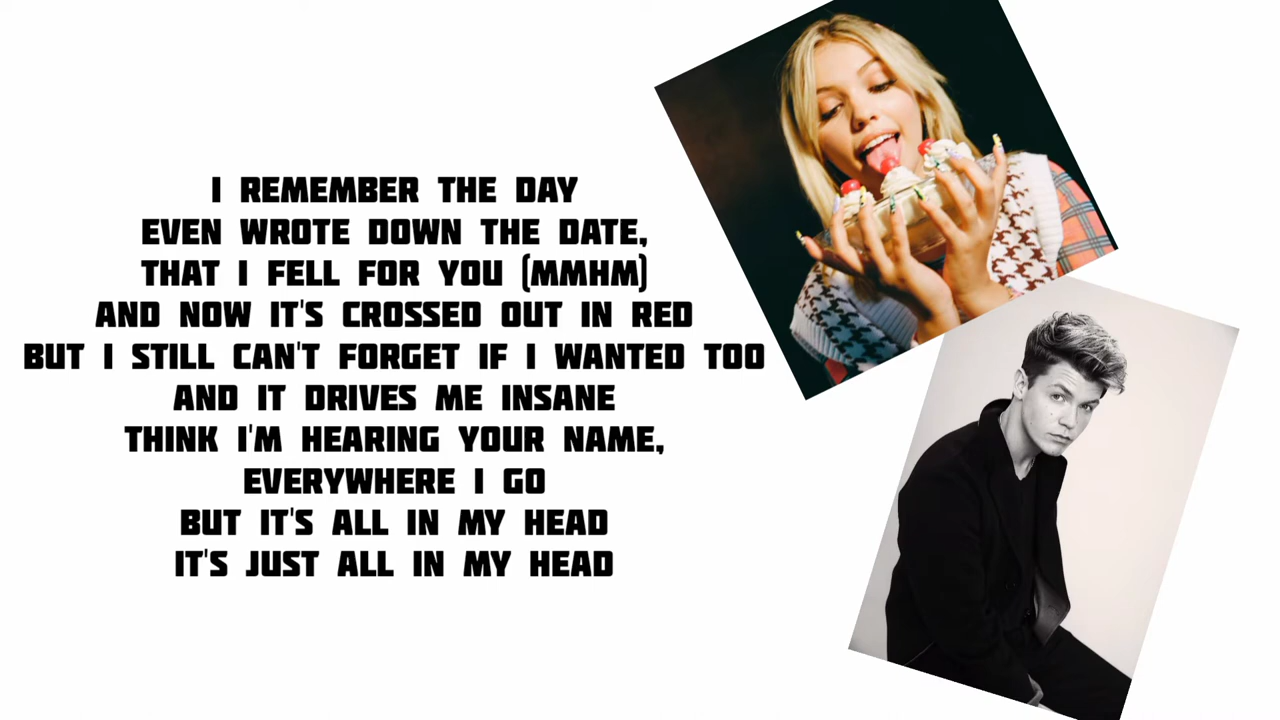 I REMEMBER THE DAY
EVEN WROTE DOWN THE DATE,
THAT I FELL FOR YOU (MMHM)
AND NOW IT'S CROSSED OUT IN RED
BUT I STILL CAN'T FORGET IF I WANTED TOO
AND IT DRIVES ME INSANE
THINK I'M HEARING YOUR NAME,
EVERYWHERE I GO
BUT IT'S ALL IN MY HEAD
IT'S JUST ALL IN MY HEAD